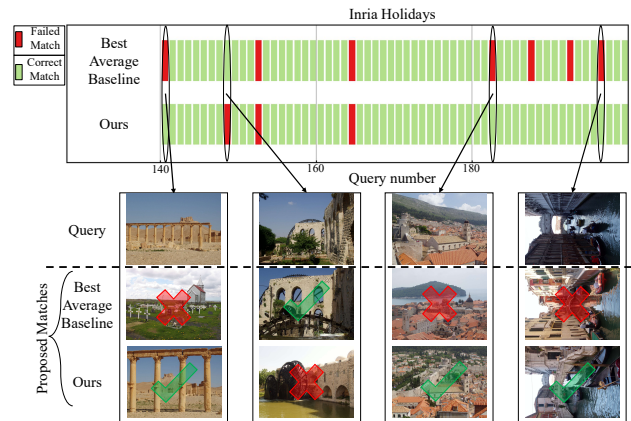 Inria Holidays
Failed
Match
Correct
Match
Best
Average
Baseline
Ours
140
160
180
Query number
Query
Proposed Matches
Best
Average
Baseline
Ours